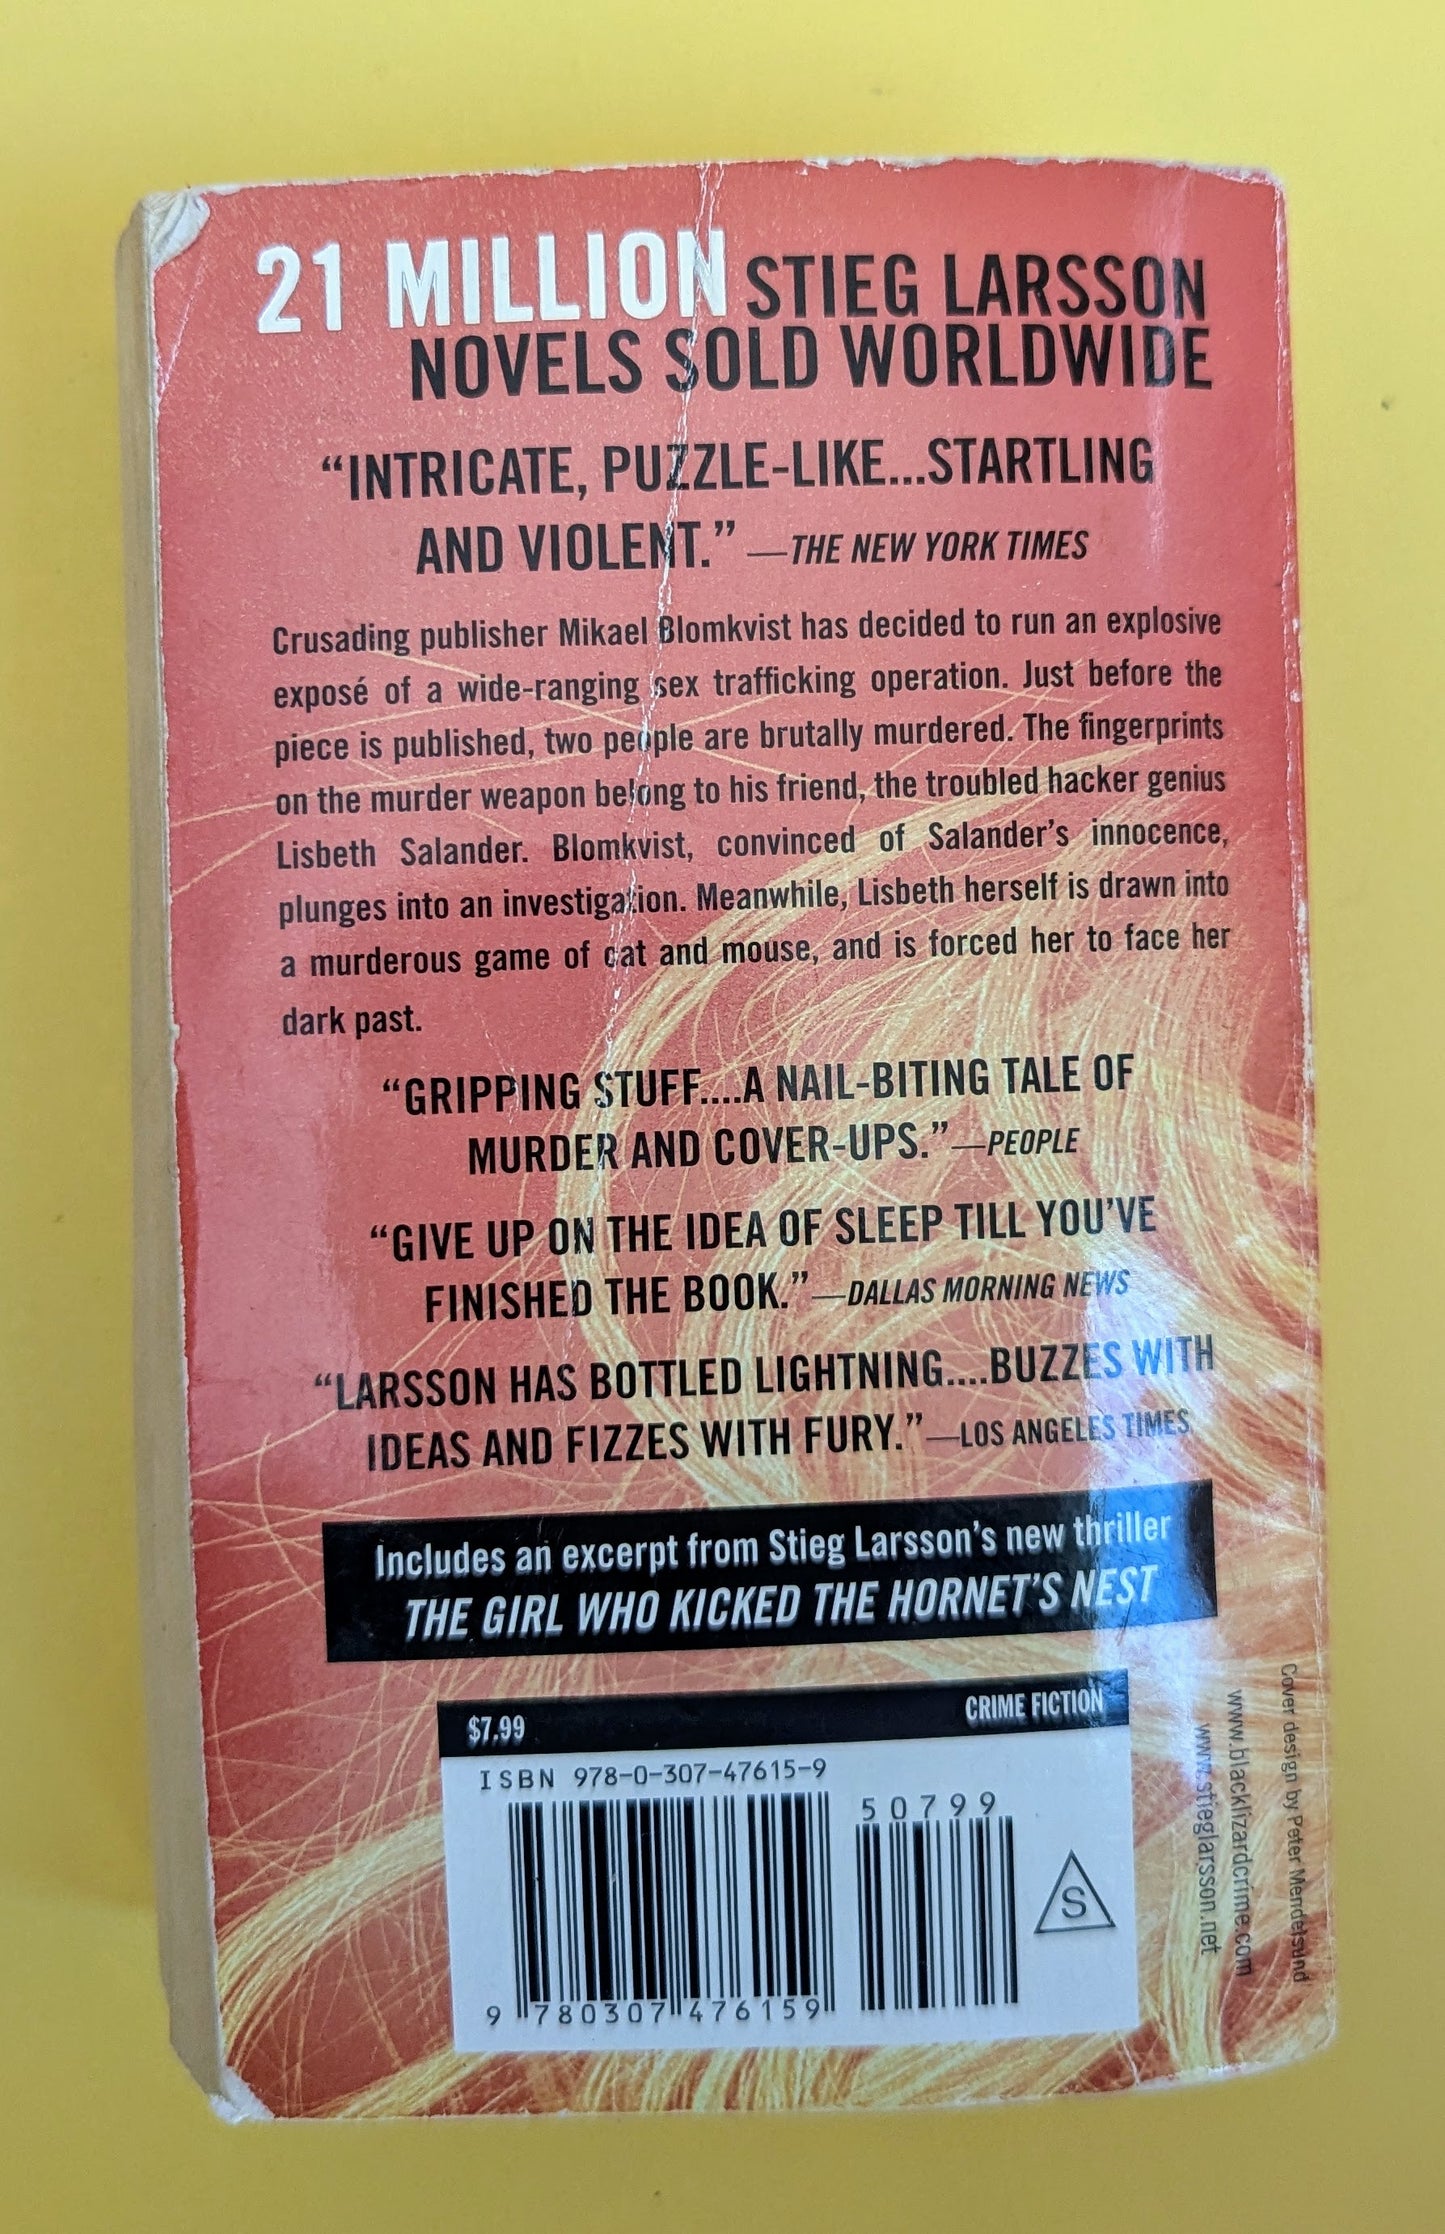 21 MILLION STIEG LARSSON
NOVELS SOLD WORLDWIDE
“INTRICATE, PUZZLE-LIKE...STARTLING
AND VIOLENT.” —THE NEW YORK TIMES
Crusading publisher Mikael Blomkvist has decided to run an explosive
exposé of a wide-ranging sex trafficking operation. Just before the
piece is published, two people are brutally murdered. The fingerprints
on the murder weapon belong to his friend, the troubled hacker genius
Lisbeth Salander. Blomkvist, convinced of Salander’s innocence,
plunges into an investigation. Meanwhile, Lisbeth herself is drawn into
a murderous game of cat and mouse, and is forced her to face her
dark past.
“GRIPPING STUFF....A NAIL-BITING TALE OF
MURDER AND COVER-UPS.”—PEOPLE
“GIVE UP ON THE IDEA OF SLEEP TILL YOU’VE
FINISHED THE BOOK.”—DALLAS MORNING NEWS
“LARSSON HAS BOTTLED LIGHTNING....BUZZES WITH
IDEAS AND FIZZES WITH FURY.”—LOS ANGELES TIMES
Includes an excerpt from Stieg Larsson’s new thriller
THE GIRL WHO KICKED THE HORNET’S NEST
$7.99 CRIME FICTION
ISBN 978-0-307-47615-9
50799
S
9 780307 476159
Cover design by Peter Mendelsund
www.blacklizardcrime.com
www.stieglarsson.net